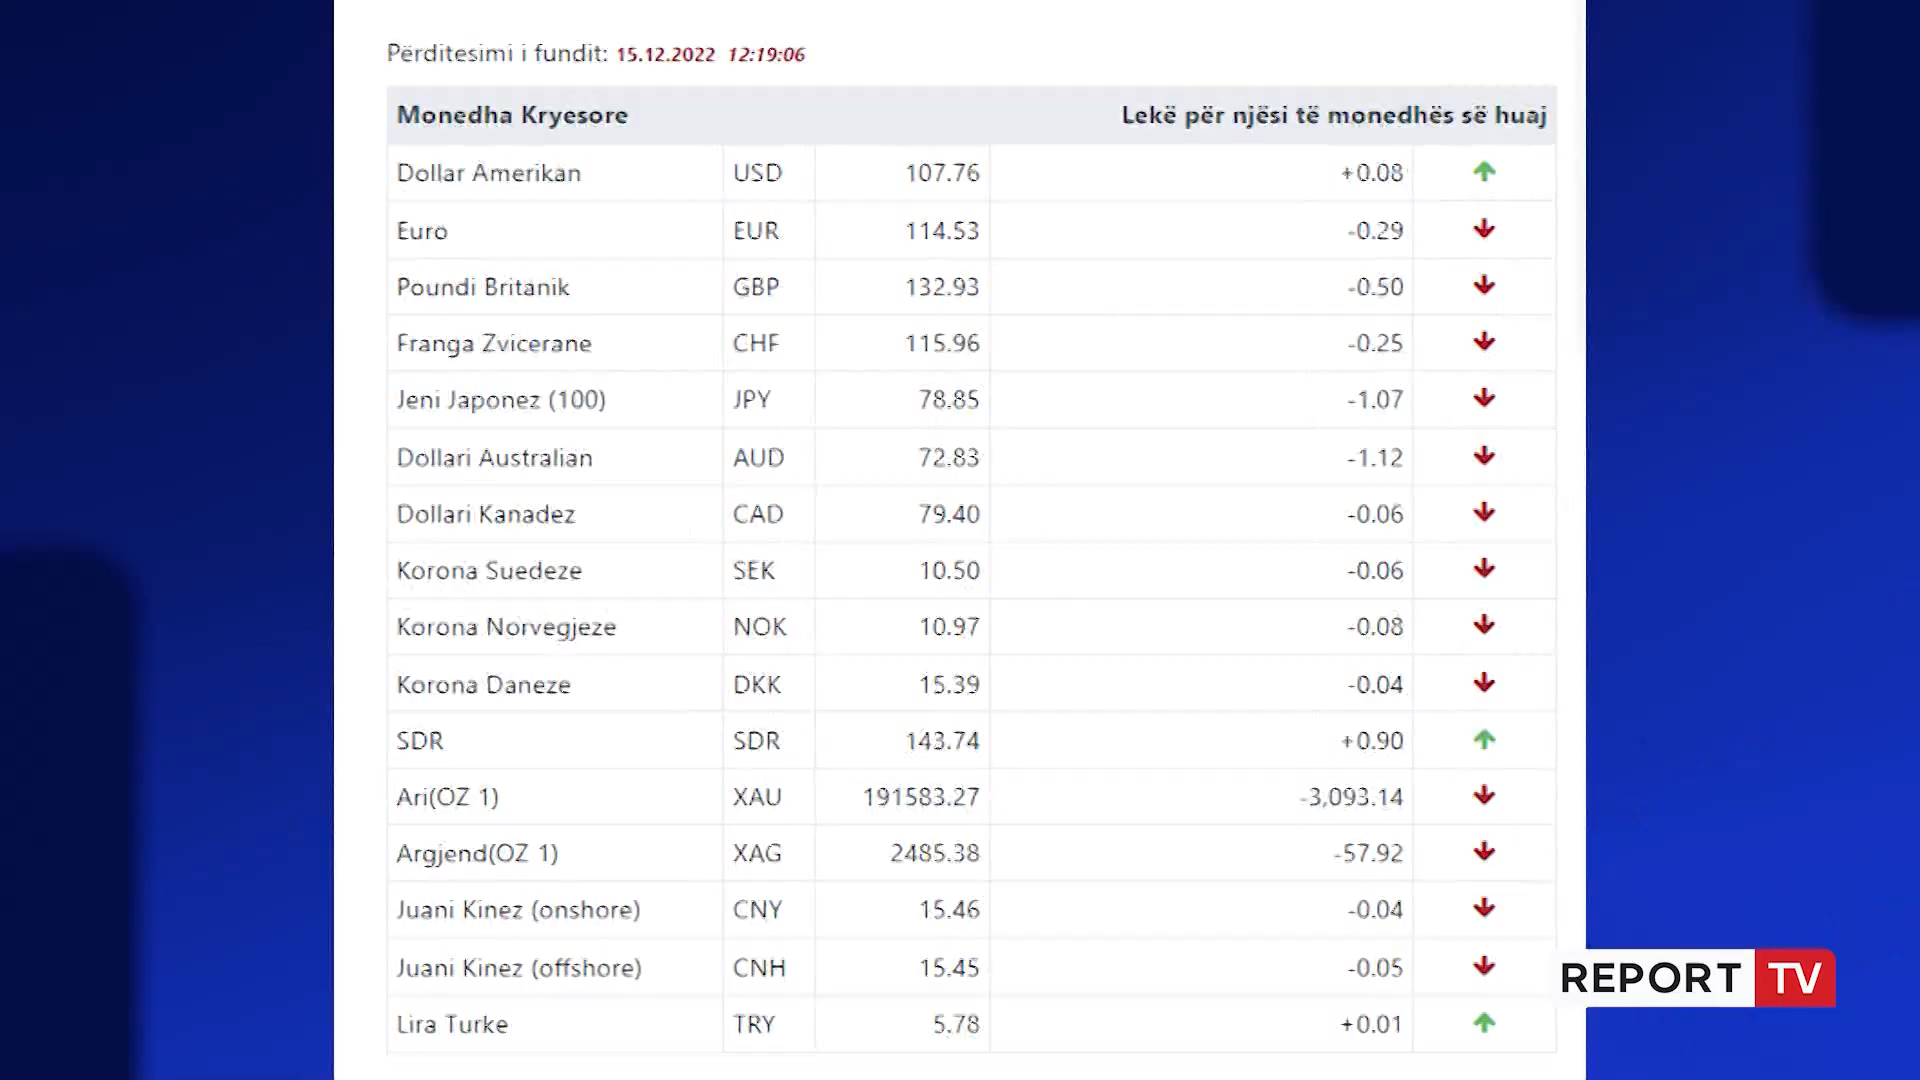 Përditesimi i fundit: 15.12.2022 12:19:06
Monedha Kryesore Lekë për njësi të monedhës së huaj
Dollar Amerikan USD 107.76 +0.08
Euro EUR 114.53 -0.29
Poundi Britanik GBP 132.93 -0.50
Franga Zvicerane CHF 115.96 -0.25
Jeni Japonez (100) JPY 78.85 -1.07
Dollari Australian AUD 72.83 -1.12
Dollari Kanadez CAD 79.40 -0.06
Korona Suedeze SEK 10.50 -0.06
Korona Norvegjeze NOK 10.97 -0.08
Korona Daneze DKK 15.39 -0.04
SDR SDR 143.74 +0.90
Ari(OZ 1) XAU 191583.27 -3,093.14
Argjend(OZ 1) XAG 2485.38 -57.92
Juani Kinez (onshore) CNY 15.46 -0.04
Juani Kinez (offshore) CNH 15.45 -0.05
REPORT TV
Lira Turke TRY 5.78 +0.01